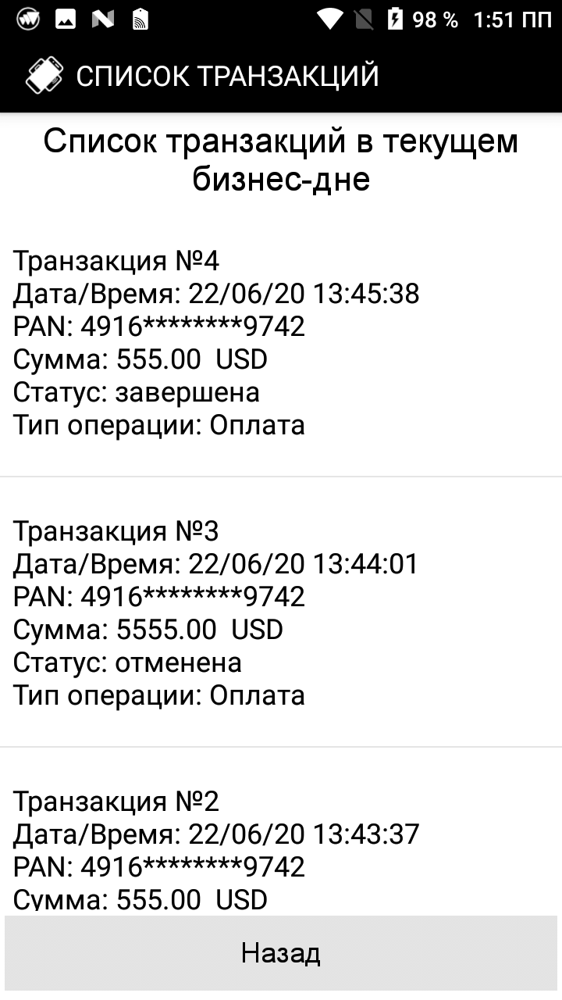 98 % 1:51 ПП
СПИСОК ТРАНЗАКЦИЙ
Список транзакций в текущем
бизнес-дне
Транзакция №4
Дата/Время: 22/06/20 13:45:38
PAN: 4916********9742
Сумма: 555.00 USD
Статус: завершена
Тип операции: Оплата
Транзакция №3
Дата/Время: 22/06/20 13:44:01
PAN: 4916********9742
Сумма: 5555.00 USD
Статус: отменена
Тип операции: Оплата
Транзакция №2
Дата/Время: 22/06/20 13:43:37
PAN: 4916********9742
Сумма: 555.00 USD
Назад